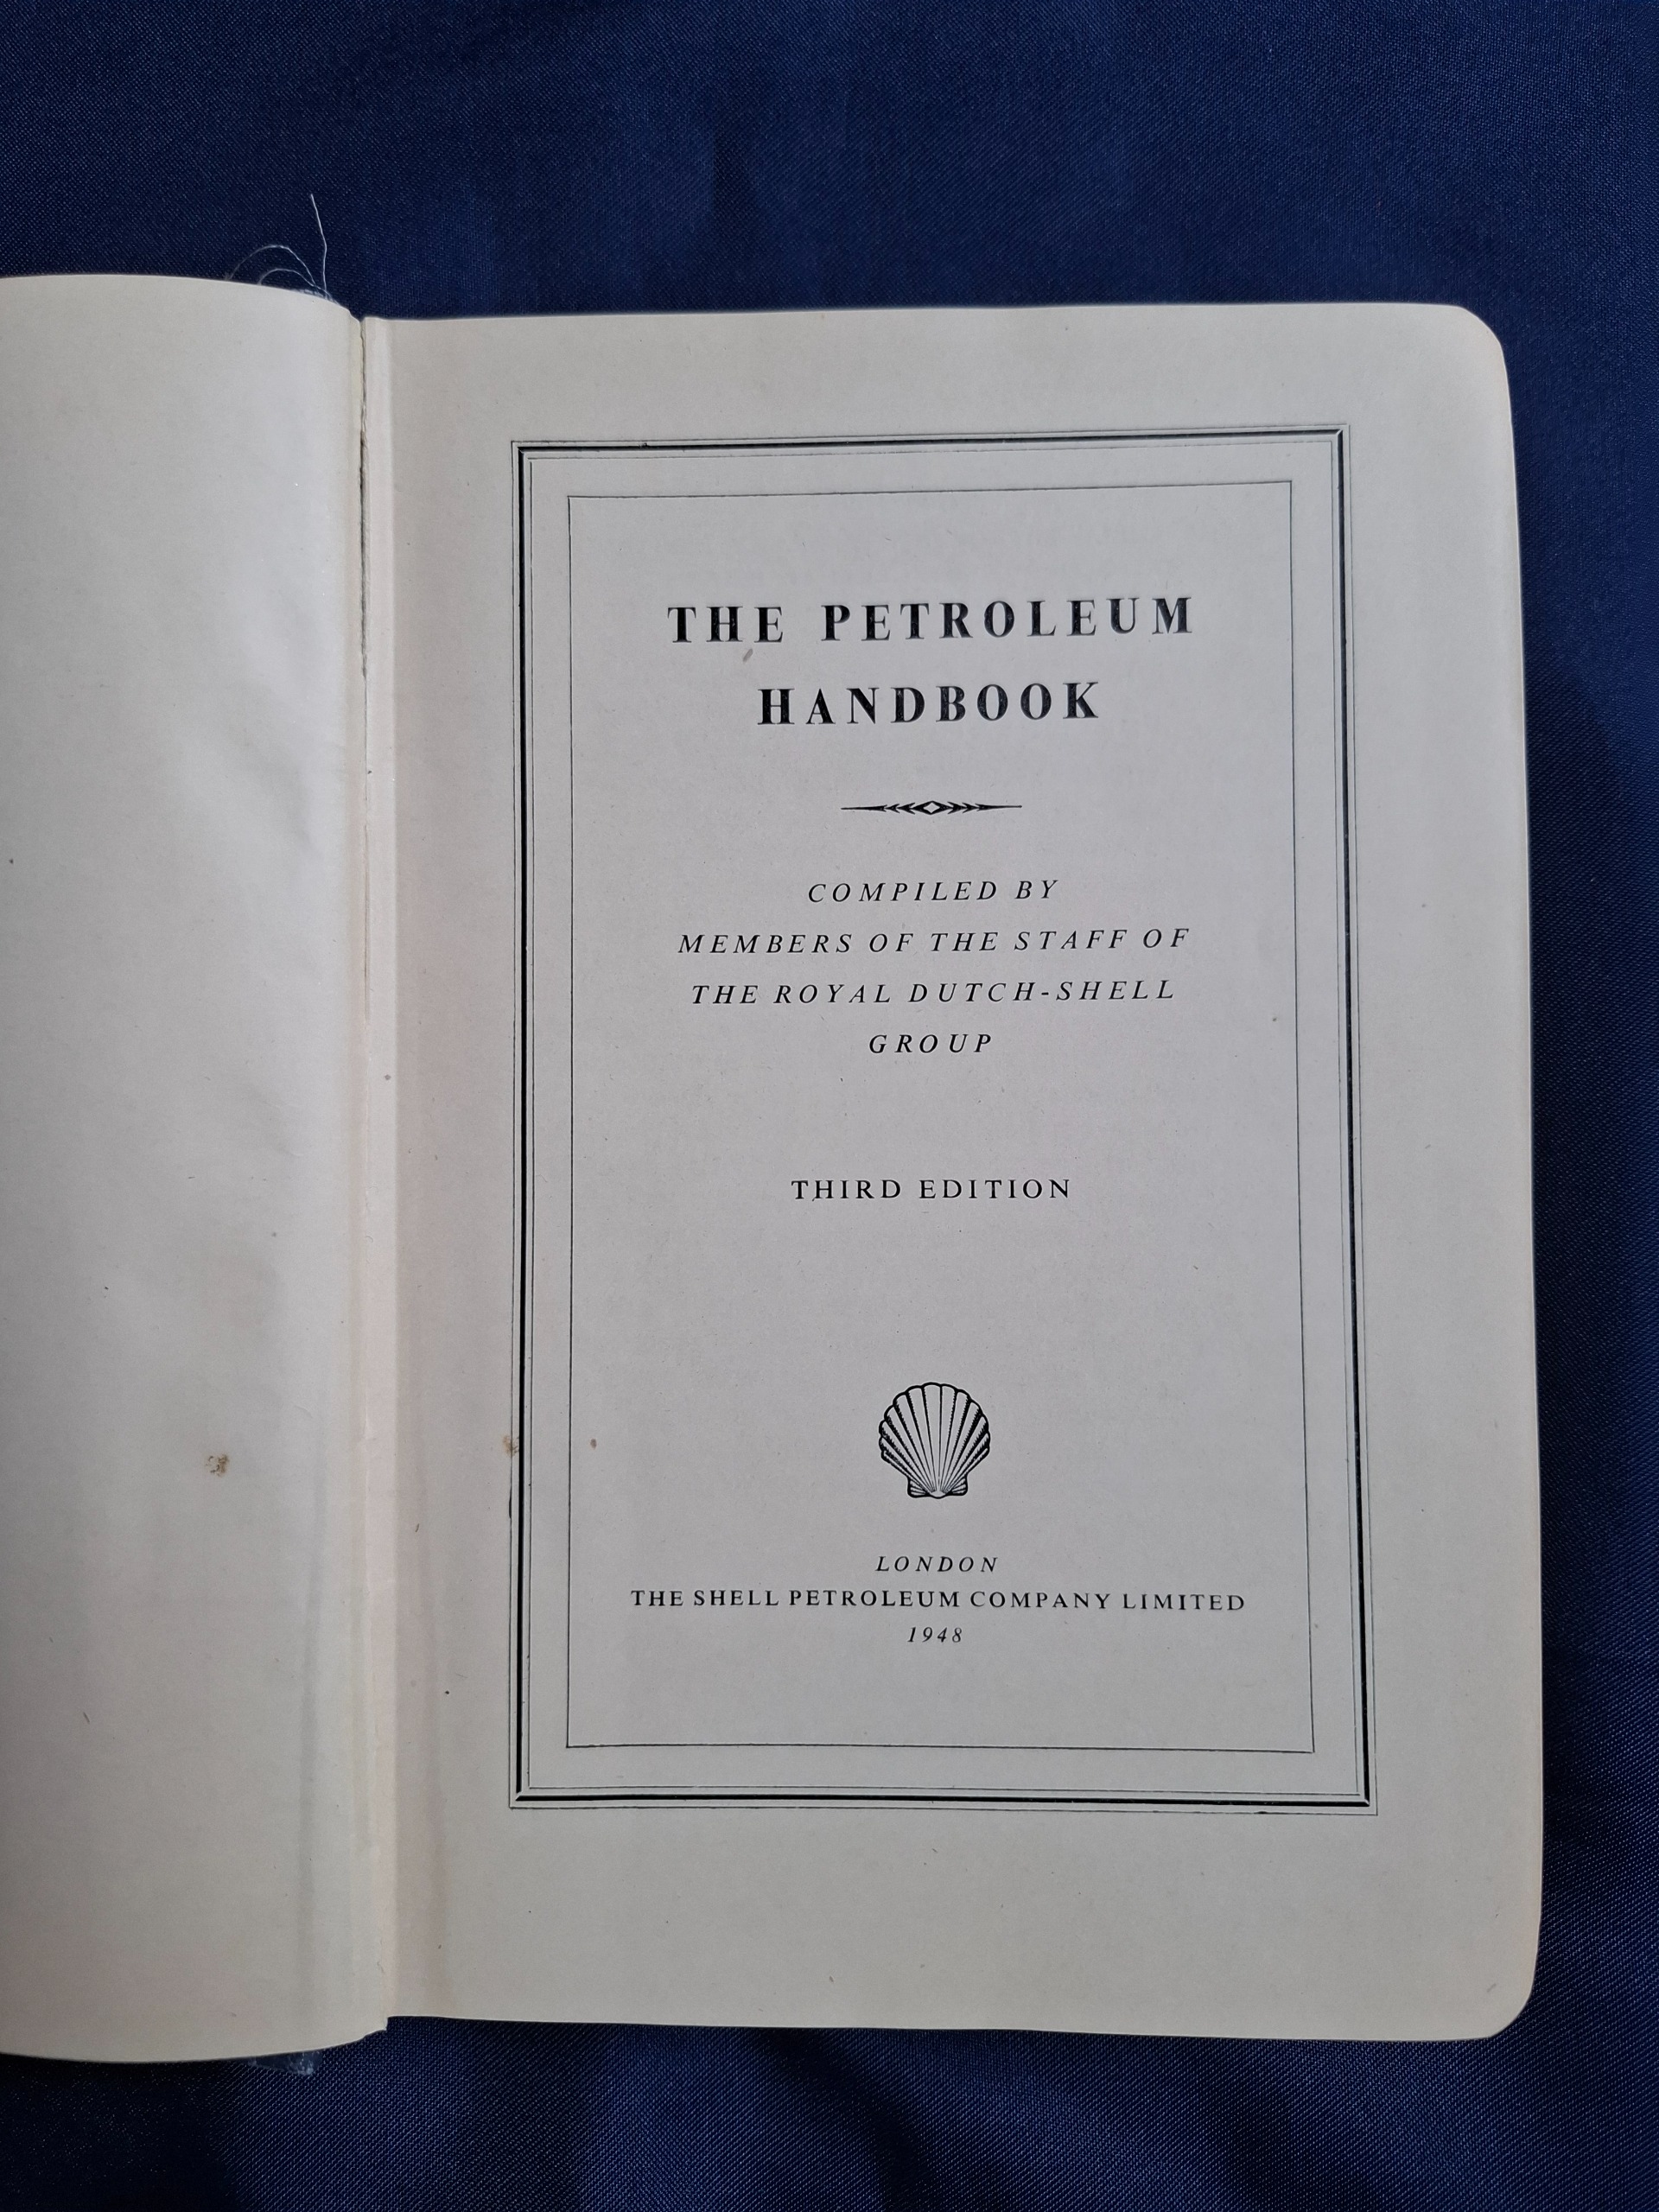 THE PETROLEUM
HANDBOOK
COMPILED BY
MEMBERS OF THE STAFF OF
THE ROYAL DUTCH-SHELL
GROUP
THIRD EDITION
LONDON
THE SHELL PETROLEUM COMPANY LIMITED
1948